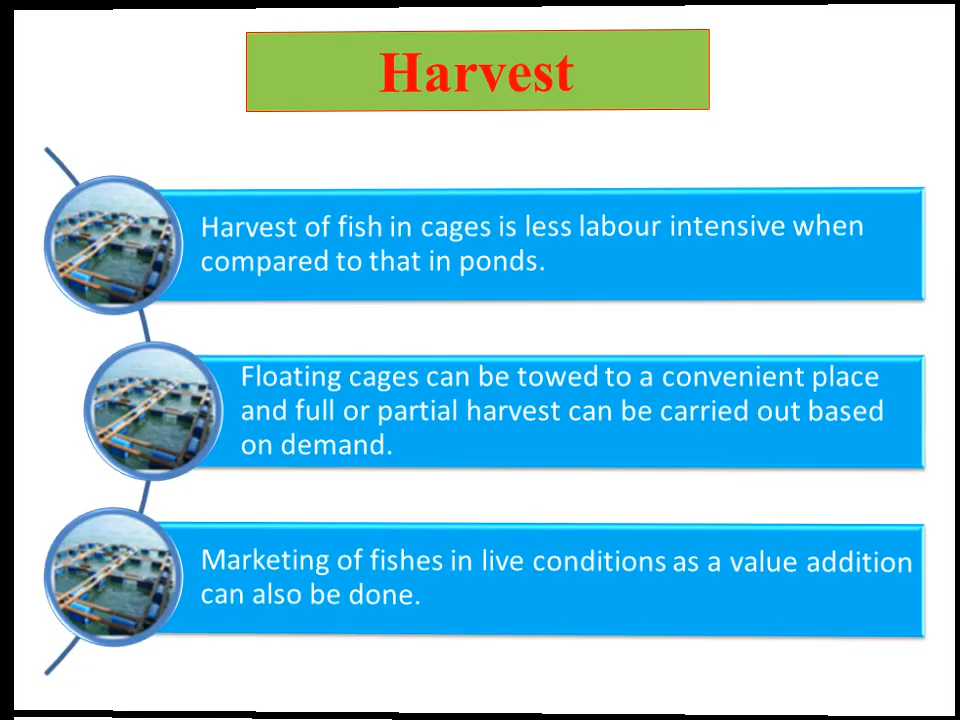 Harvest
Harvest of fish in cages is less labour intensive when
compared to that in ponds.
Floating cages can be towed to a convenient place
and full or partial harvest can be carried out based
on demand.
Marketing of fishes in live conditions as a value addition
can also be done.